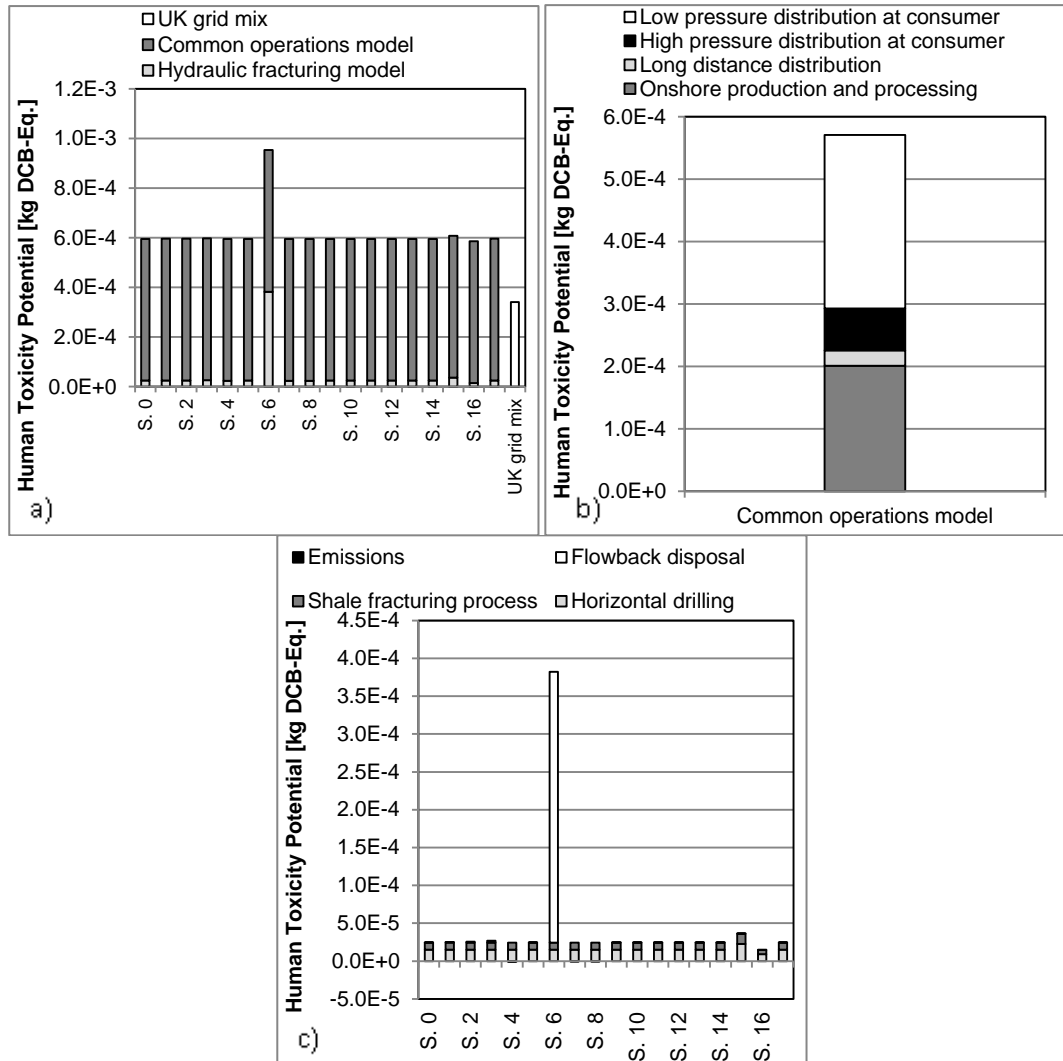 UK grid mix
Common operations model
Hydraulic fracturing model
Human Toxicity Potential [kg DCB-Eq.]
1.2E-3
1.0E-3
8.0E-4
6.0E-4
4.0E-4
2.0E-4
0.0E+0
S. 0
S. 2
S. 4
S. 6
S. 8
S. 10
S. 12
S. 14
S. 16
UK grid mix
a)
Low pressure distribution at consumer
High pressure distribution at consumer
Long distance distribution
Onshore production and processing
Human Toxicity Potential [kg DCB-Eq.]
6.0E-4
5.0E-4
4.0E-4
3.0E-4
2.0E-4
1.0E-4
0.0E+0
Common operations model
b)
Emissions
Flowback disposal
Shale fracturing process
Horizontal drilling
Human Toxicity Potential [kg DCB-Eq.]
4.5E-4
4.0E-4
3.5E-4
3.0E-4
2.5E-4
2.0E-4
1.5E-4
1.0E-4
5.0E-5
0.0E+0
-5.0E-5
S. 0
S. 2
S. 4
S. 6
S. 8
S. 10
S. 12
S. 14
S. 16
c)